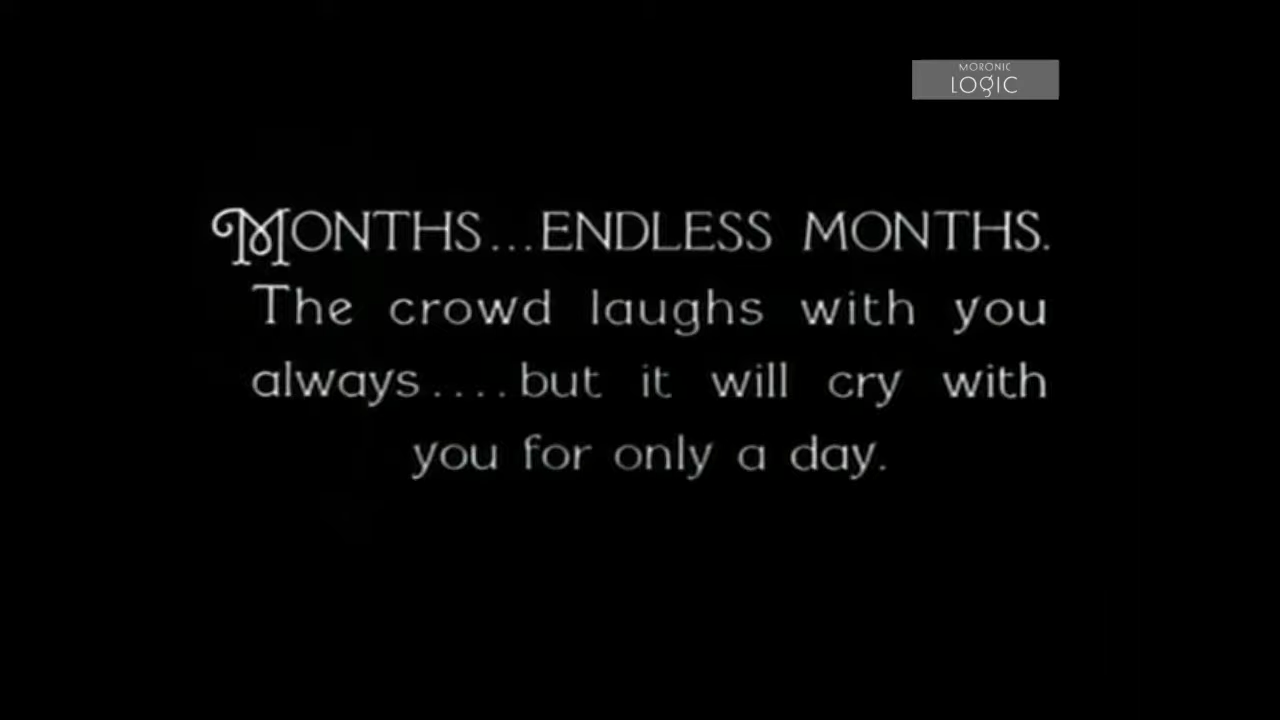 MORONIC
LOGIC
MONTHS...ENDLESS MONTHS.
The crowd laughs with you
always....but it will cry with
you for only a day.